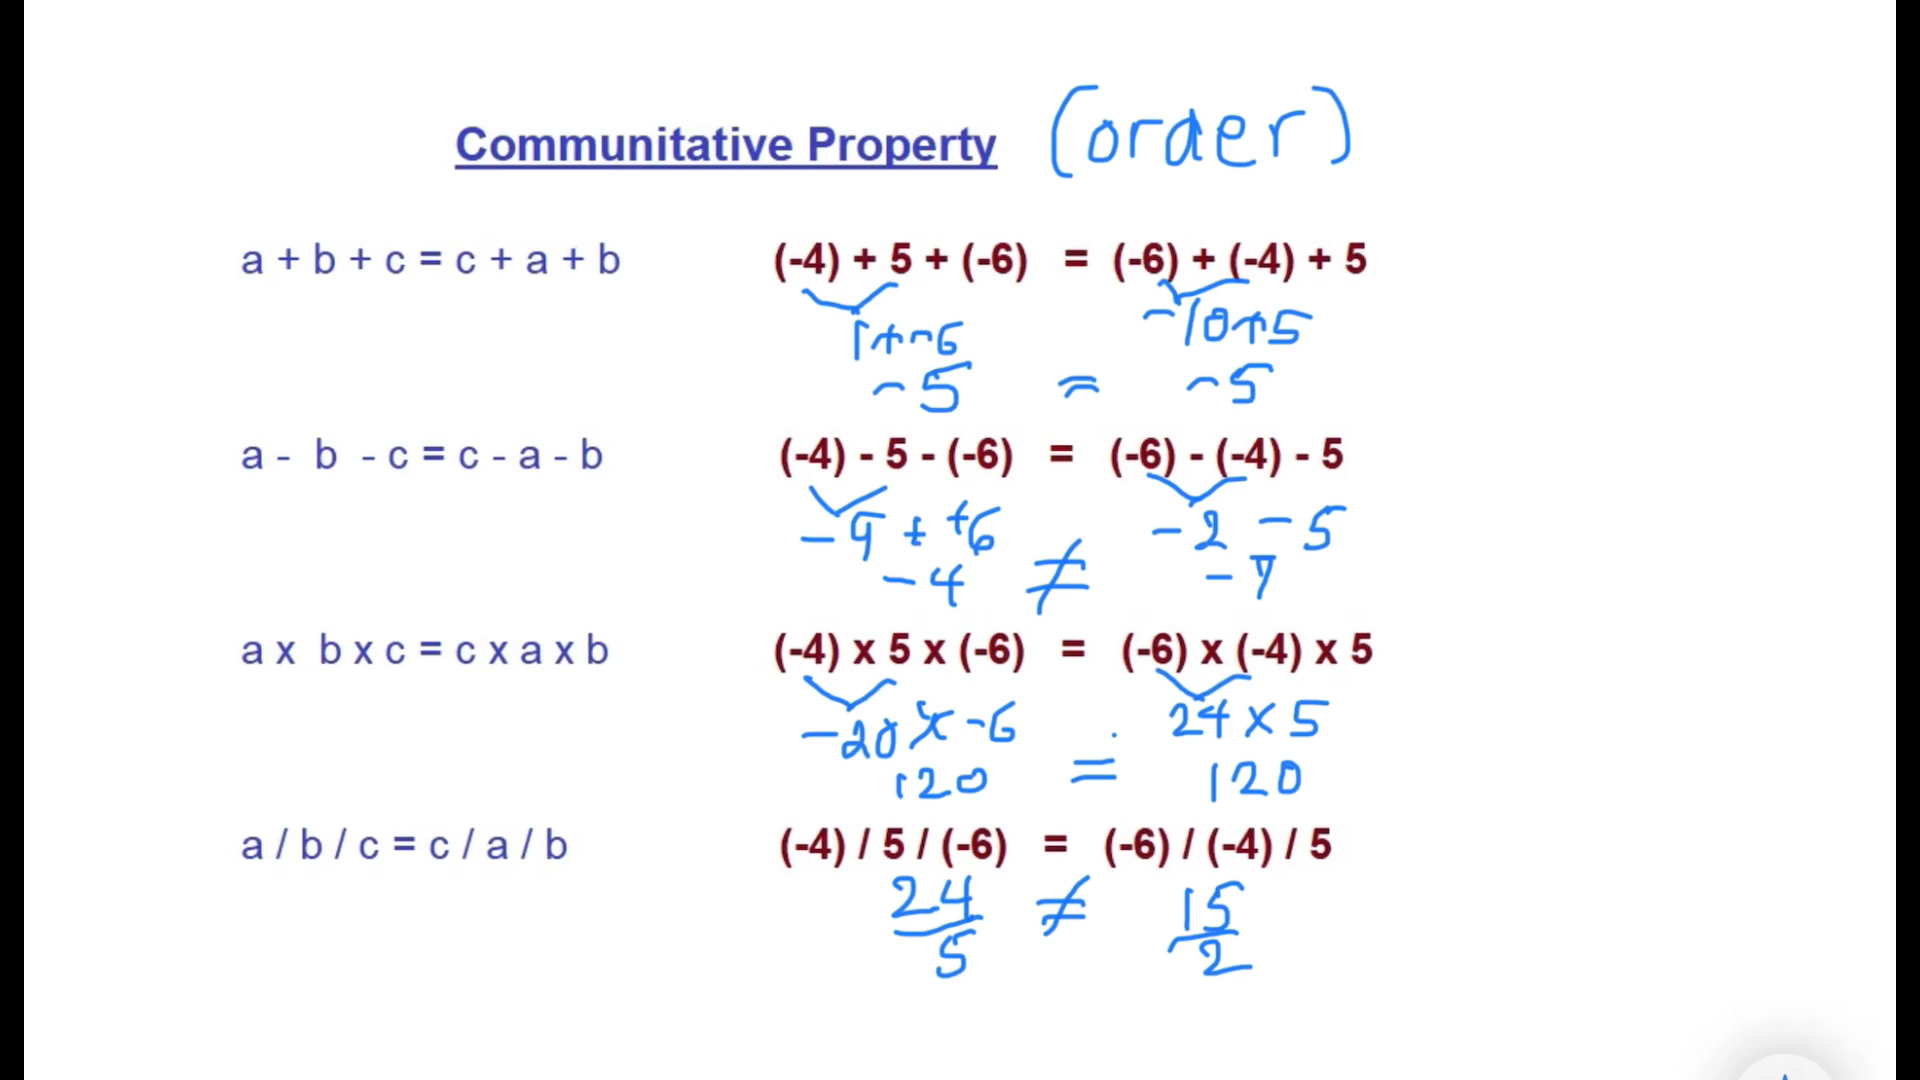 Communitative Property (order)
a + b + c = c + a + b (-4) + 5 + (-6) = (-6) + (-4) + 5
1+-6 -10+5
-5 = -5
a - b - c = c - a - b (-4) - 5 - (-6) = (-6) - (-4) - 5
-9 + +6 -2 -5
-4 ≠ -7
a x b x c = c x a x b (-4) x 5 x (-6) = (-6) x (-4) x 5
-20 x -6 24 x 5
120 = 120
a / b / c = c / a / b (-4) / 5 / (-6) = (-6) / (-4) / 5
24/5 ≠ 15/2